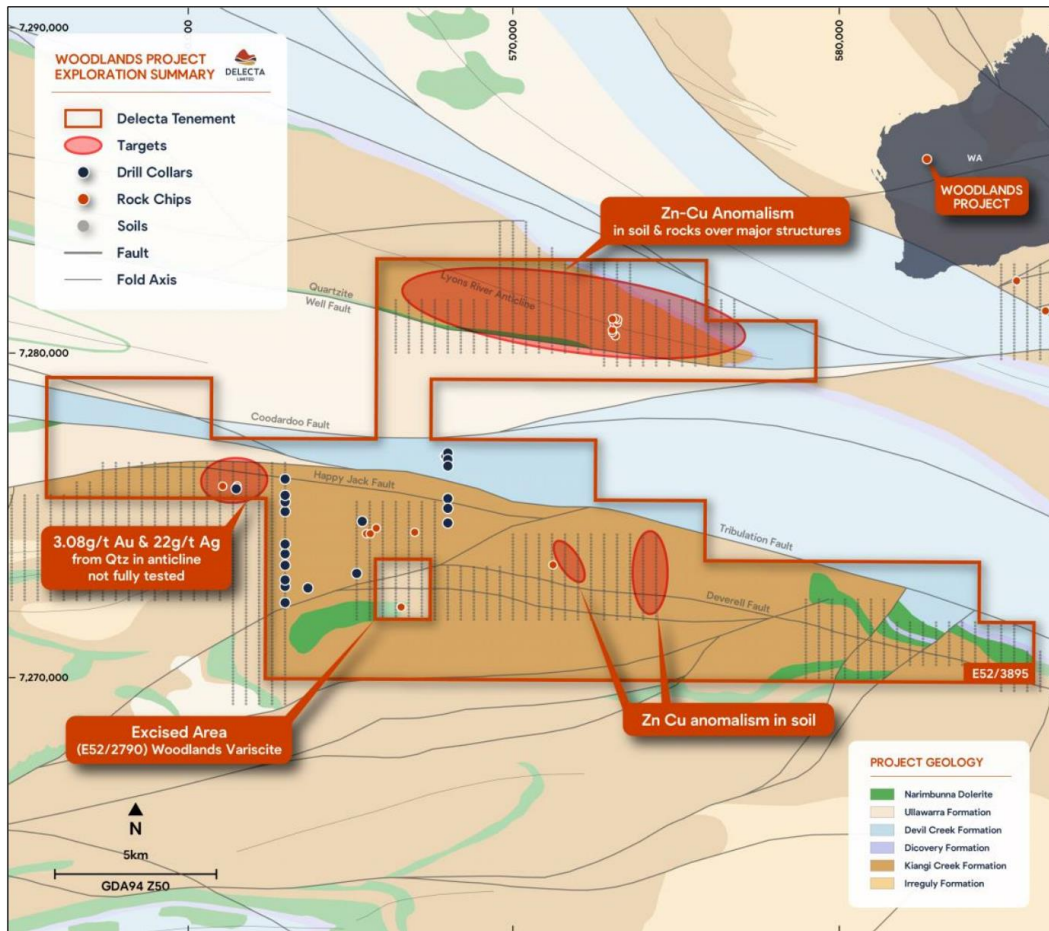 7,290,000
00
570,000
580,000
WOODLANDS PROJECT
EXPLORATION SUMMARY
DELECTA
LIMITED
Delecta Tenement
Targets
Drill Collars
Rock Chips
Soils
Fault
Fold Axis
WA
WOODLANDS
PROJECT
Zn-Cu Anomalism
in soil & rocks over major structures
Lyons River Anticline
Quartzite
Well Fault
7,280,000
Coodardoo Fault
Happy Jack Fault
3.08g/t Au & 22g/t Ag
from Qtz in anticline
not fully tested
Tribulation Fault
Deverell Fault
7,270,000
E52/3895
Excised Area
(E52/2790) Woodlands Variscite
Zn Cu anomalism in soil
N
5km
GDA94 Z50
PROJECT GEOLOGY
Narimbunna Dolerite
Ullawarra Formation
Devil Creek Formation
Dicovery Formation
Kiangi Creek Formation
Irreguly Formation